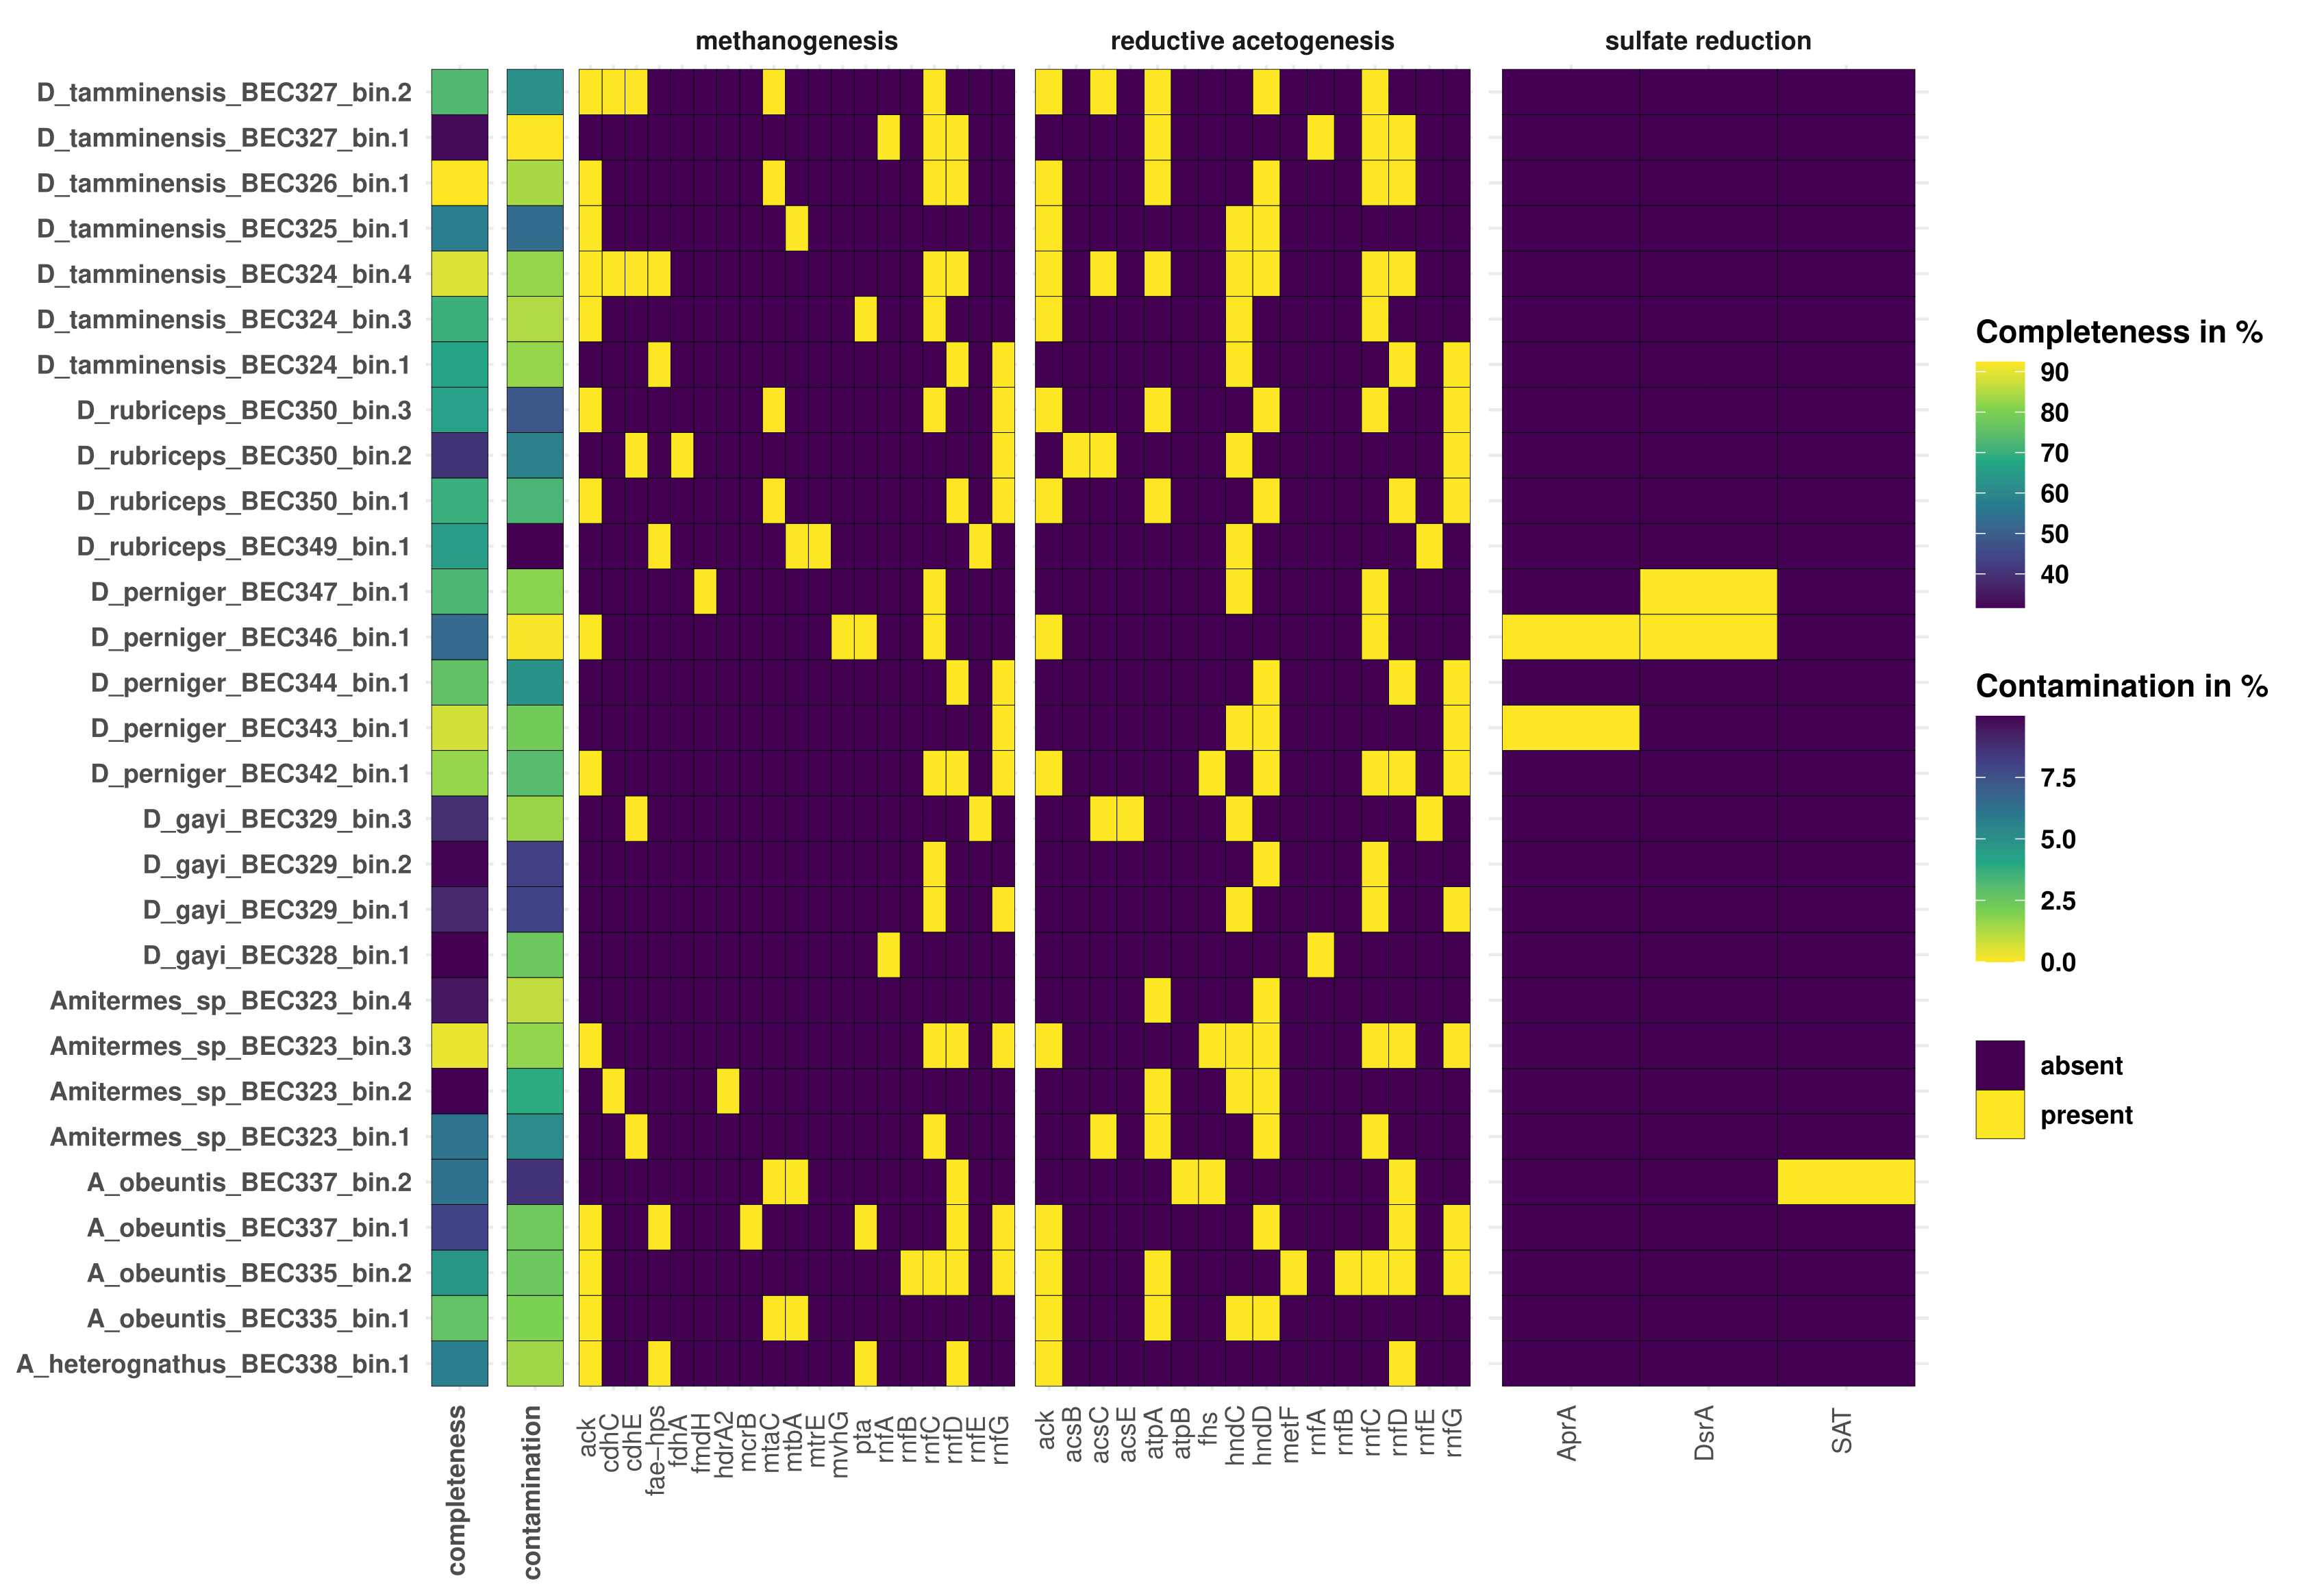 methanogenesis
reductive acetogenesis
sulfate reduction
D_tamminensis_BEC327_bin.2
D_tamminensis_BEC327_bin.1
D_tamminensis_BEC326_bin.1
D_tamminensis_BEC325_bin.1
D_tamminensis_BEC324_bin.4
D_tamminensis_BEC324_bin.3
D_tamminensis_BEC324_bin.1
D_rubriceps_BEC350_bin.3
D_rubriceps_BEC350_bin.2
D_rubriceps_BEC350_bin.1
D_rubriceps_BEC349_bin.1
D_perniger_BEC347_bin.1
D_perniger_BEC346_bin.1
D_perniger_BEC344_bin.1
D_perniger_BEC343_bin.1
D_perniger_BEC342_bin.1
D_gayi_BEC329_bin.3
D_gayi_BEC329_bin.2
D_gayi_BEC329_bin.1
D_gayi_BEC328_bin.1
Amitermes_sp_BEC323_bin.4
Amitermes_sp_BEC323_bin.3
Amitermes_sp_BEC323_bin.2
Amitermes_sp_BEC323_bin.1
A_obeuntis_BEC337_bin.2
A_obeuntis_BEC337_bin.1
A_obeuntis_BEC335_bin.2
A_obeuntis_BEC335_bin.1
A_heterognathus_BEC338_bin.1
completeness
contamination
ack
cdhC
cdhE
fae−hps
fdhA
fmdH
hdrA2
mcrB
mtaC
mtbA
mtrE
mvhG
pta
rnfA
rnfB
rnfC
rnfD
rnfE
rnfG
ack
acsB
acsC
acsE
atpA
atpB
fhs
hndC
hndD
metF
rnfA
rnfB
rnfC
rnfD
rnfE
rnfG
AprA
DsrA
SAT
Completeness in %
90
80
70
60
50
40
Contamination in %
7.5
5.0
2.5
0.0
absent
present